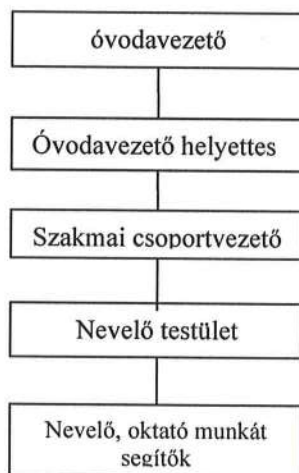 óvodavezető
Óvodavezető helyettes
Szakmai csoportvezető
Nevelő testület
Nevelő, oktató munkát
segítők